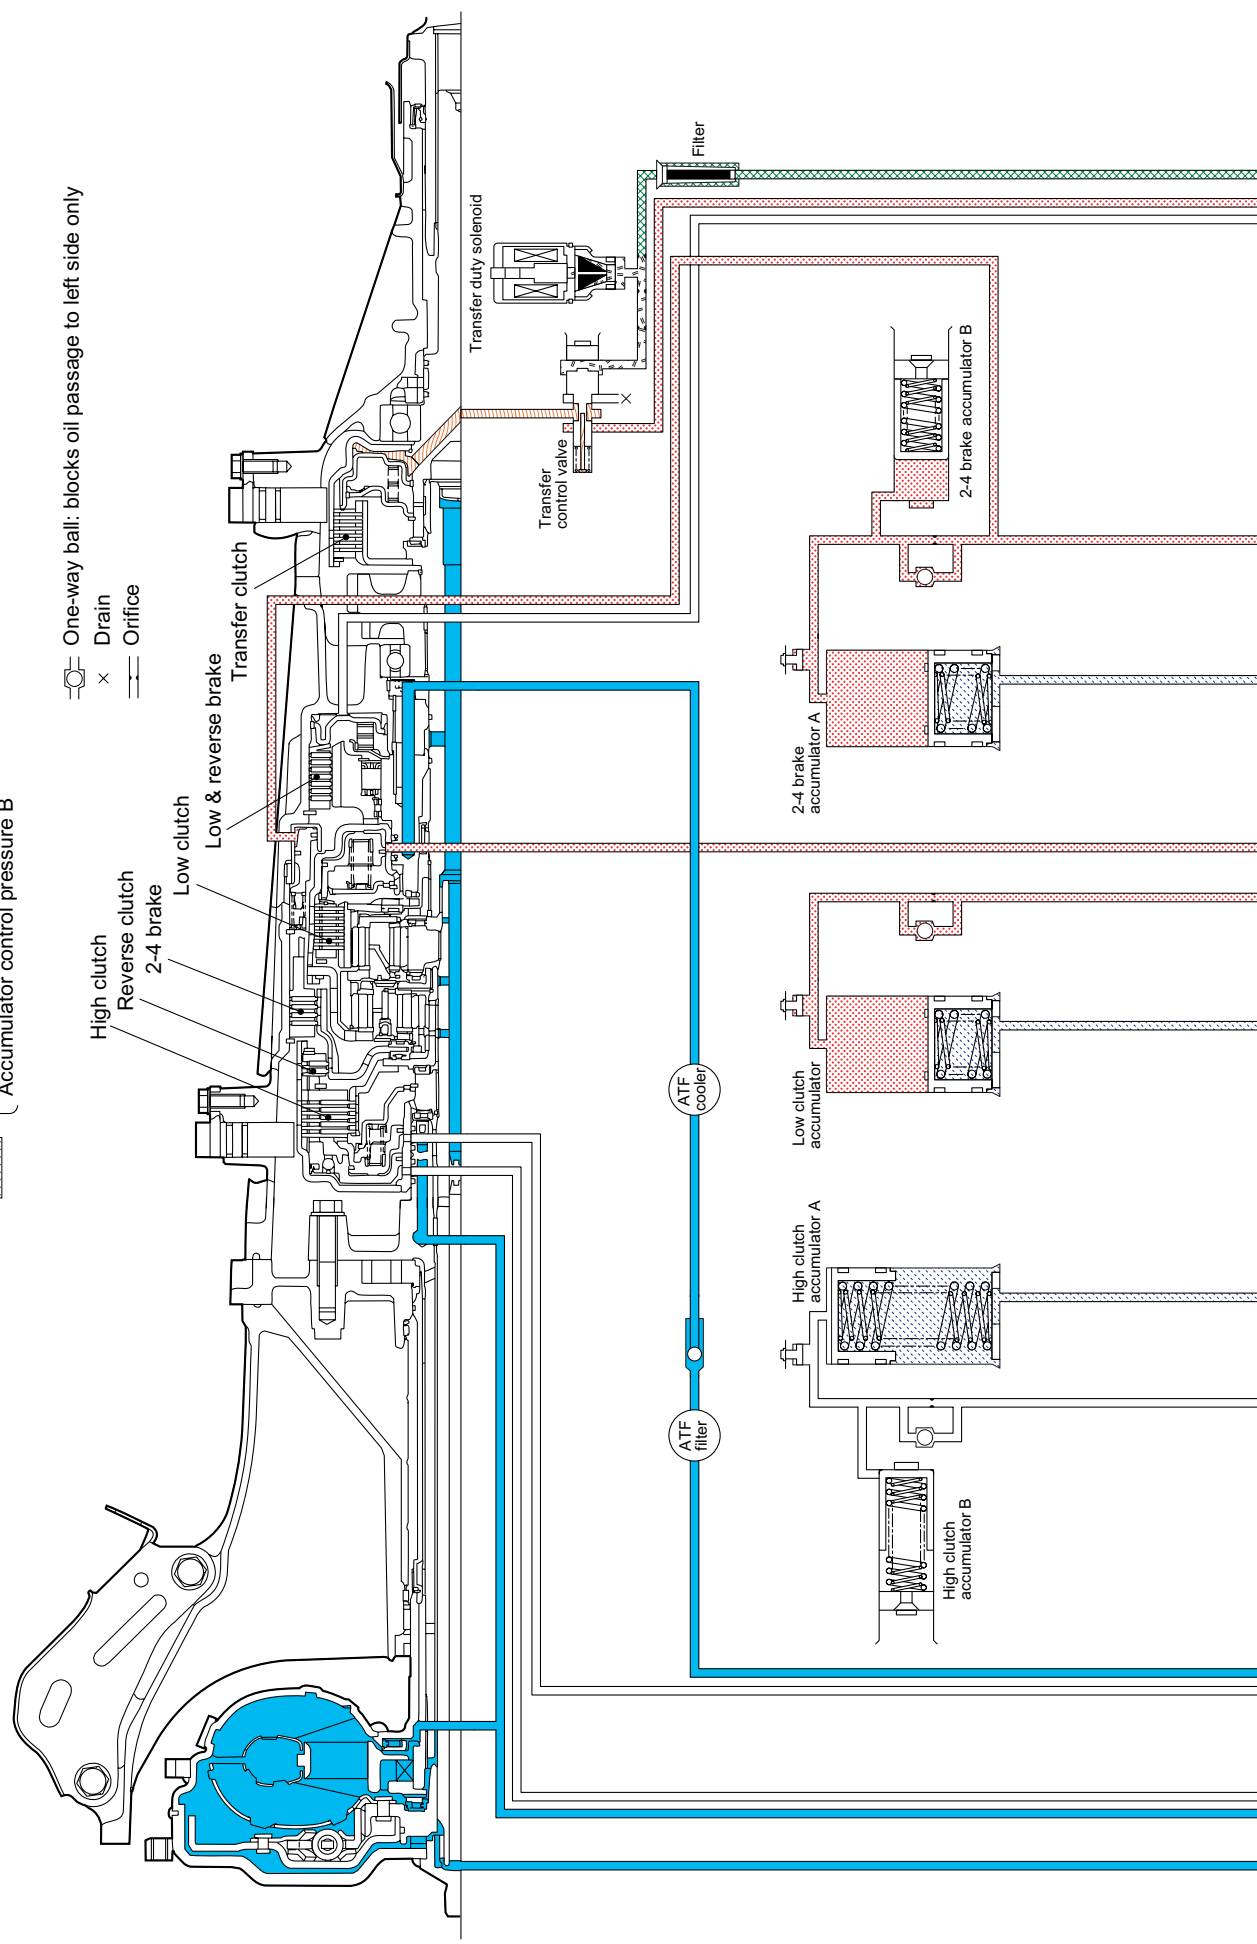 Accumulator control pressure B
One-way ball: blocks oil passage to left side only
Drain
Orifice
High clutch
Reverse clutch
2-4 brake
Low clutch
Low & reverse brake
Transfer clutch
Transfer duty solenoid
Filter
Transfer
control valve
ATF
cooler
ATF
filter
High clutch
accumulator B
High clutch
accumulator A
Low clutch
accumulator
2-4 brake
accumulator A
2-4 brake accumulator B